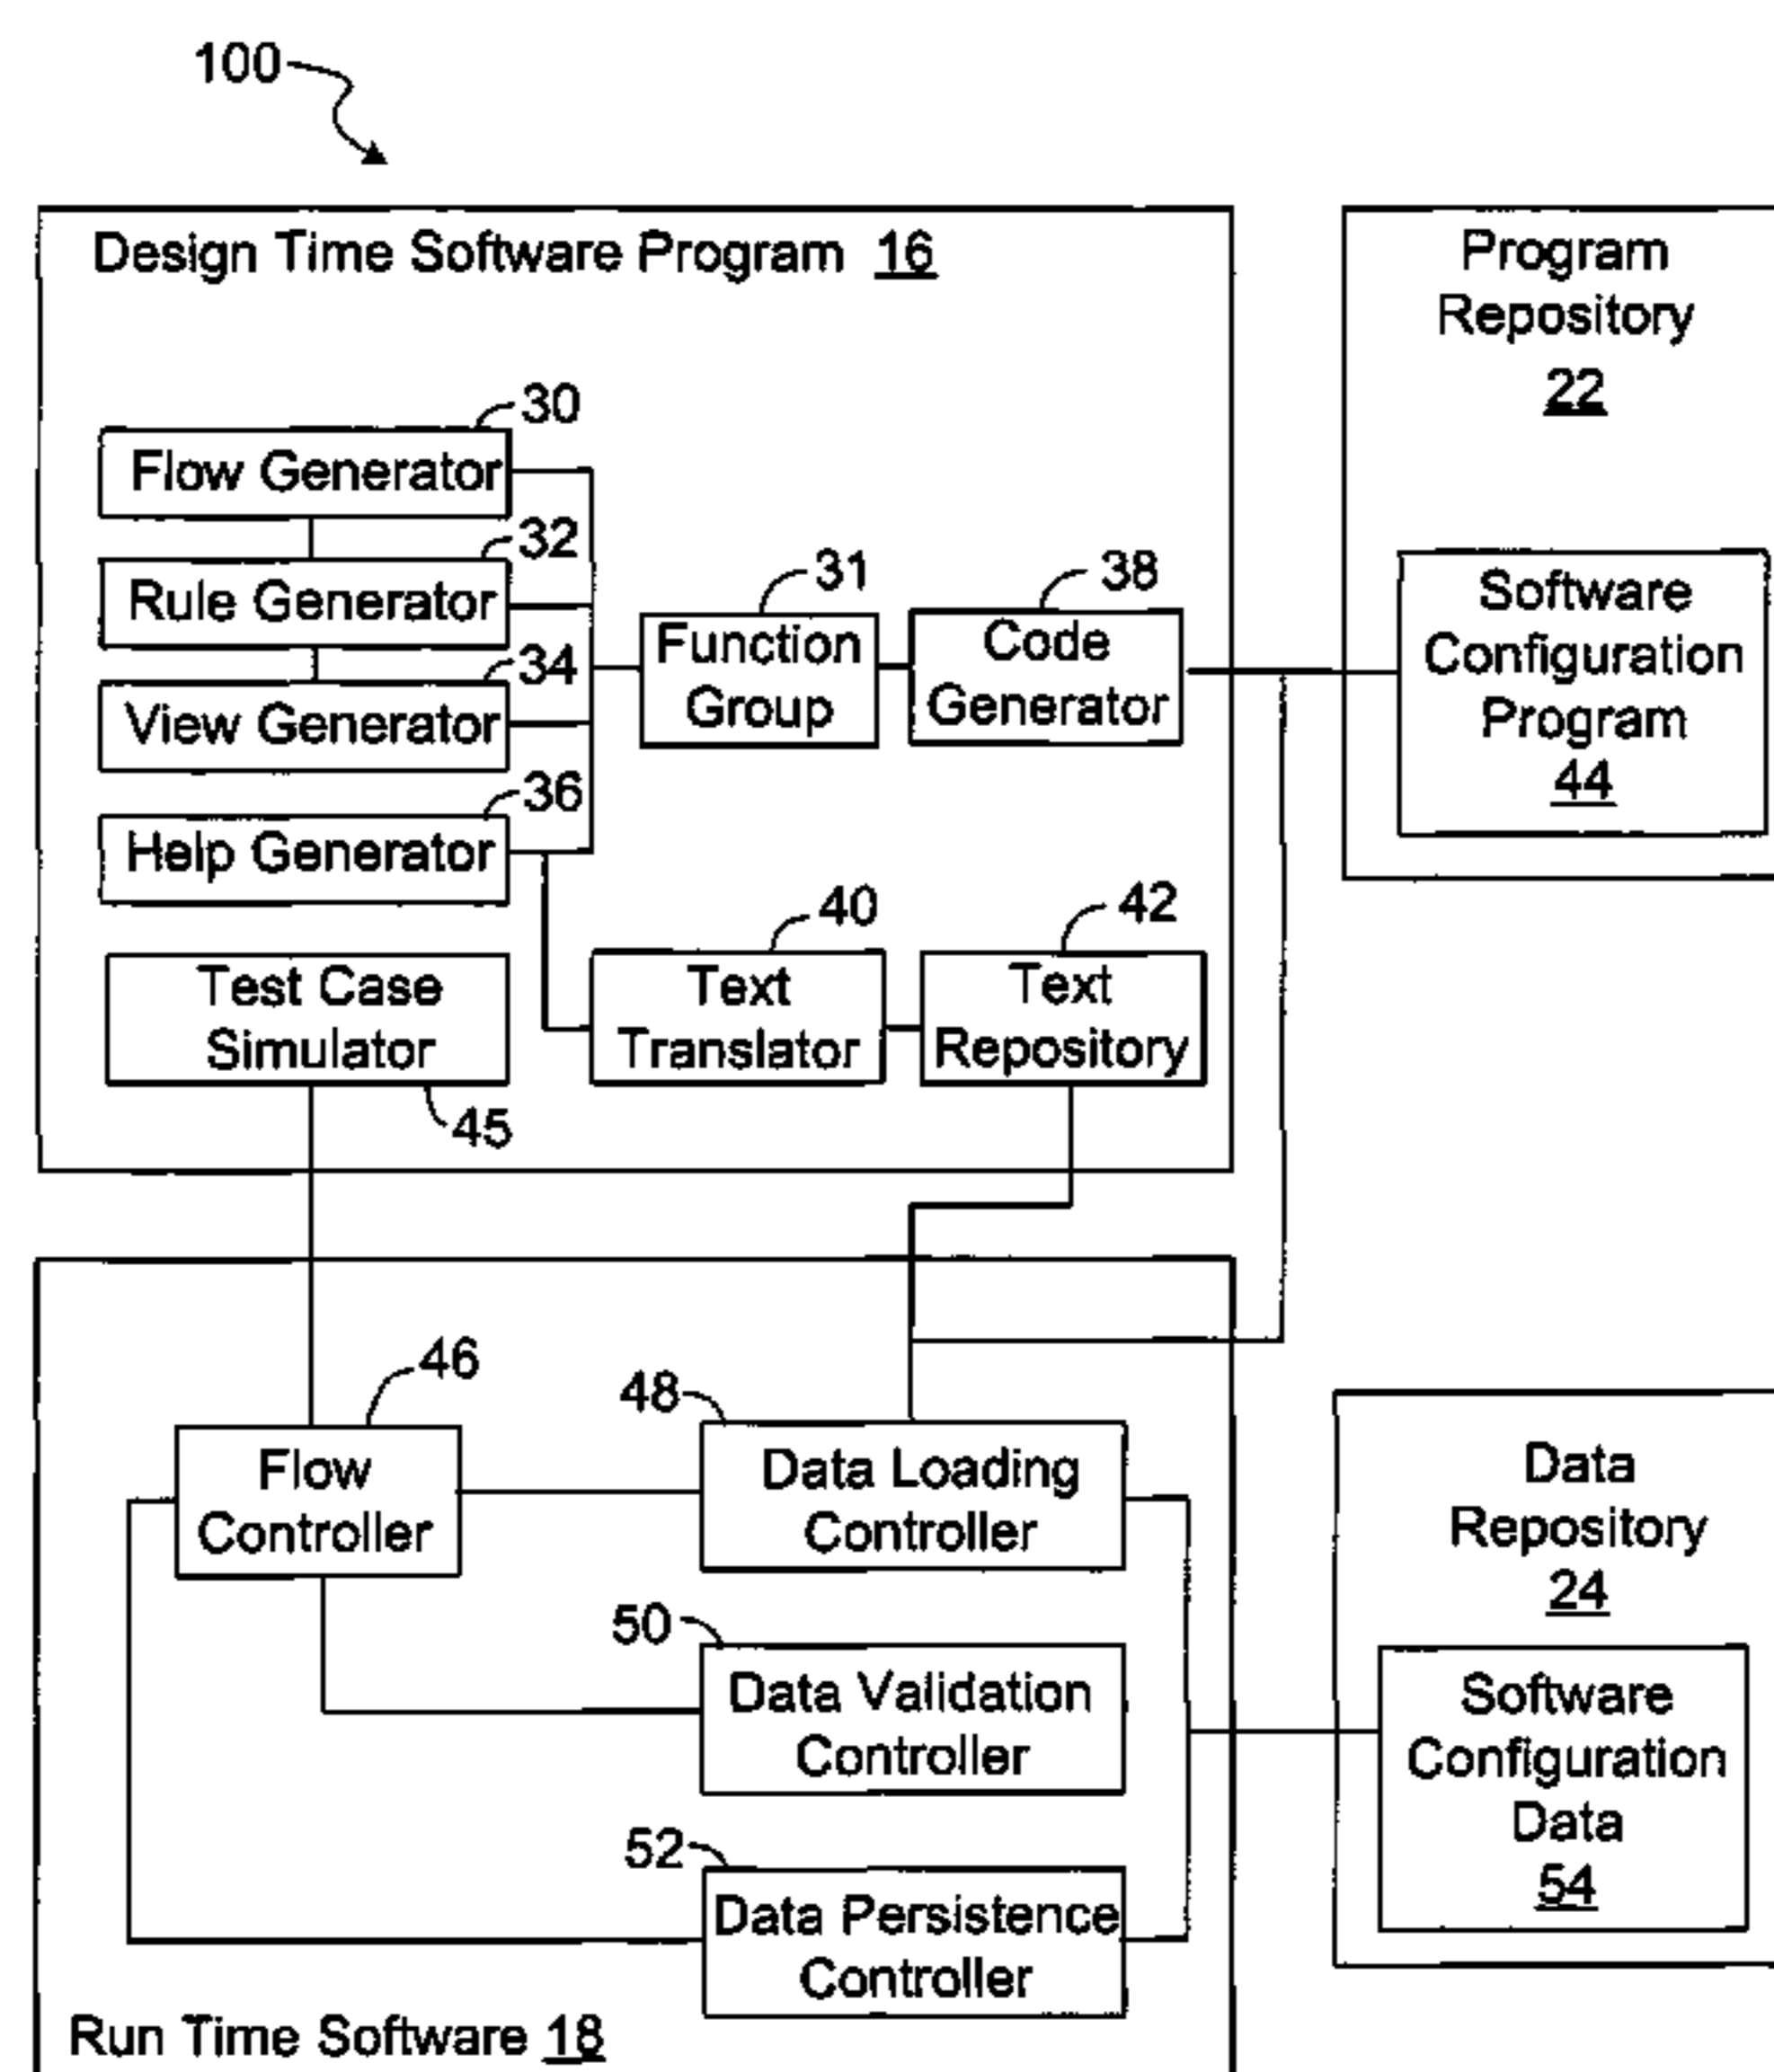 100
Design Time Software Program 16
30
Flow Generator
32
Rule Generator
34
View Generator
36
Help Generator
31
Function
Group
38
Code
Generator
40
Text
Translator
42
Text
Repository
Test Case
Simulator
45
Program
Repository
22
Software
Configuration
Program
44
46
Flow
Controller
48
Data Loading
Controller
50
Data Validation
Controller
52
Data Persistence
Controller
Run Time Software 18
Data
Repository
24
Software
Configuration
Data
54